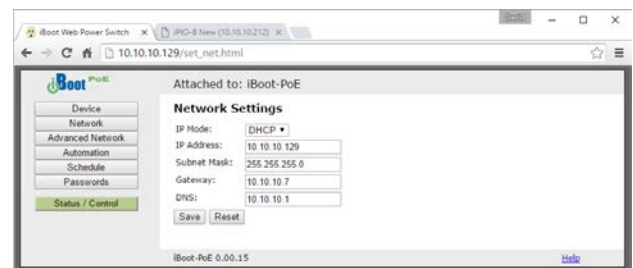 iBoot Web Power Switch
iPIO-8 New (10.10.10.212)
10.10.10.129/set_net.html
iBoot PoE
Attached to: iBoot-PoE
Device
Network
Advanced Network
Automation
Schedule
Passwords
Status / Control
Network Settings
IP Mode: DHCP
IP Address: 10.10.10.129
Subnet Mask: 255.255.255.0
Gateway: 10.10.10.7
DNS: 10.10.10.1
Save Reset
iBoot-PoE 0.00.15
Help